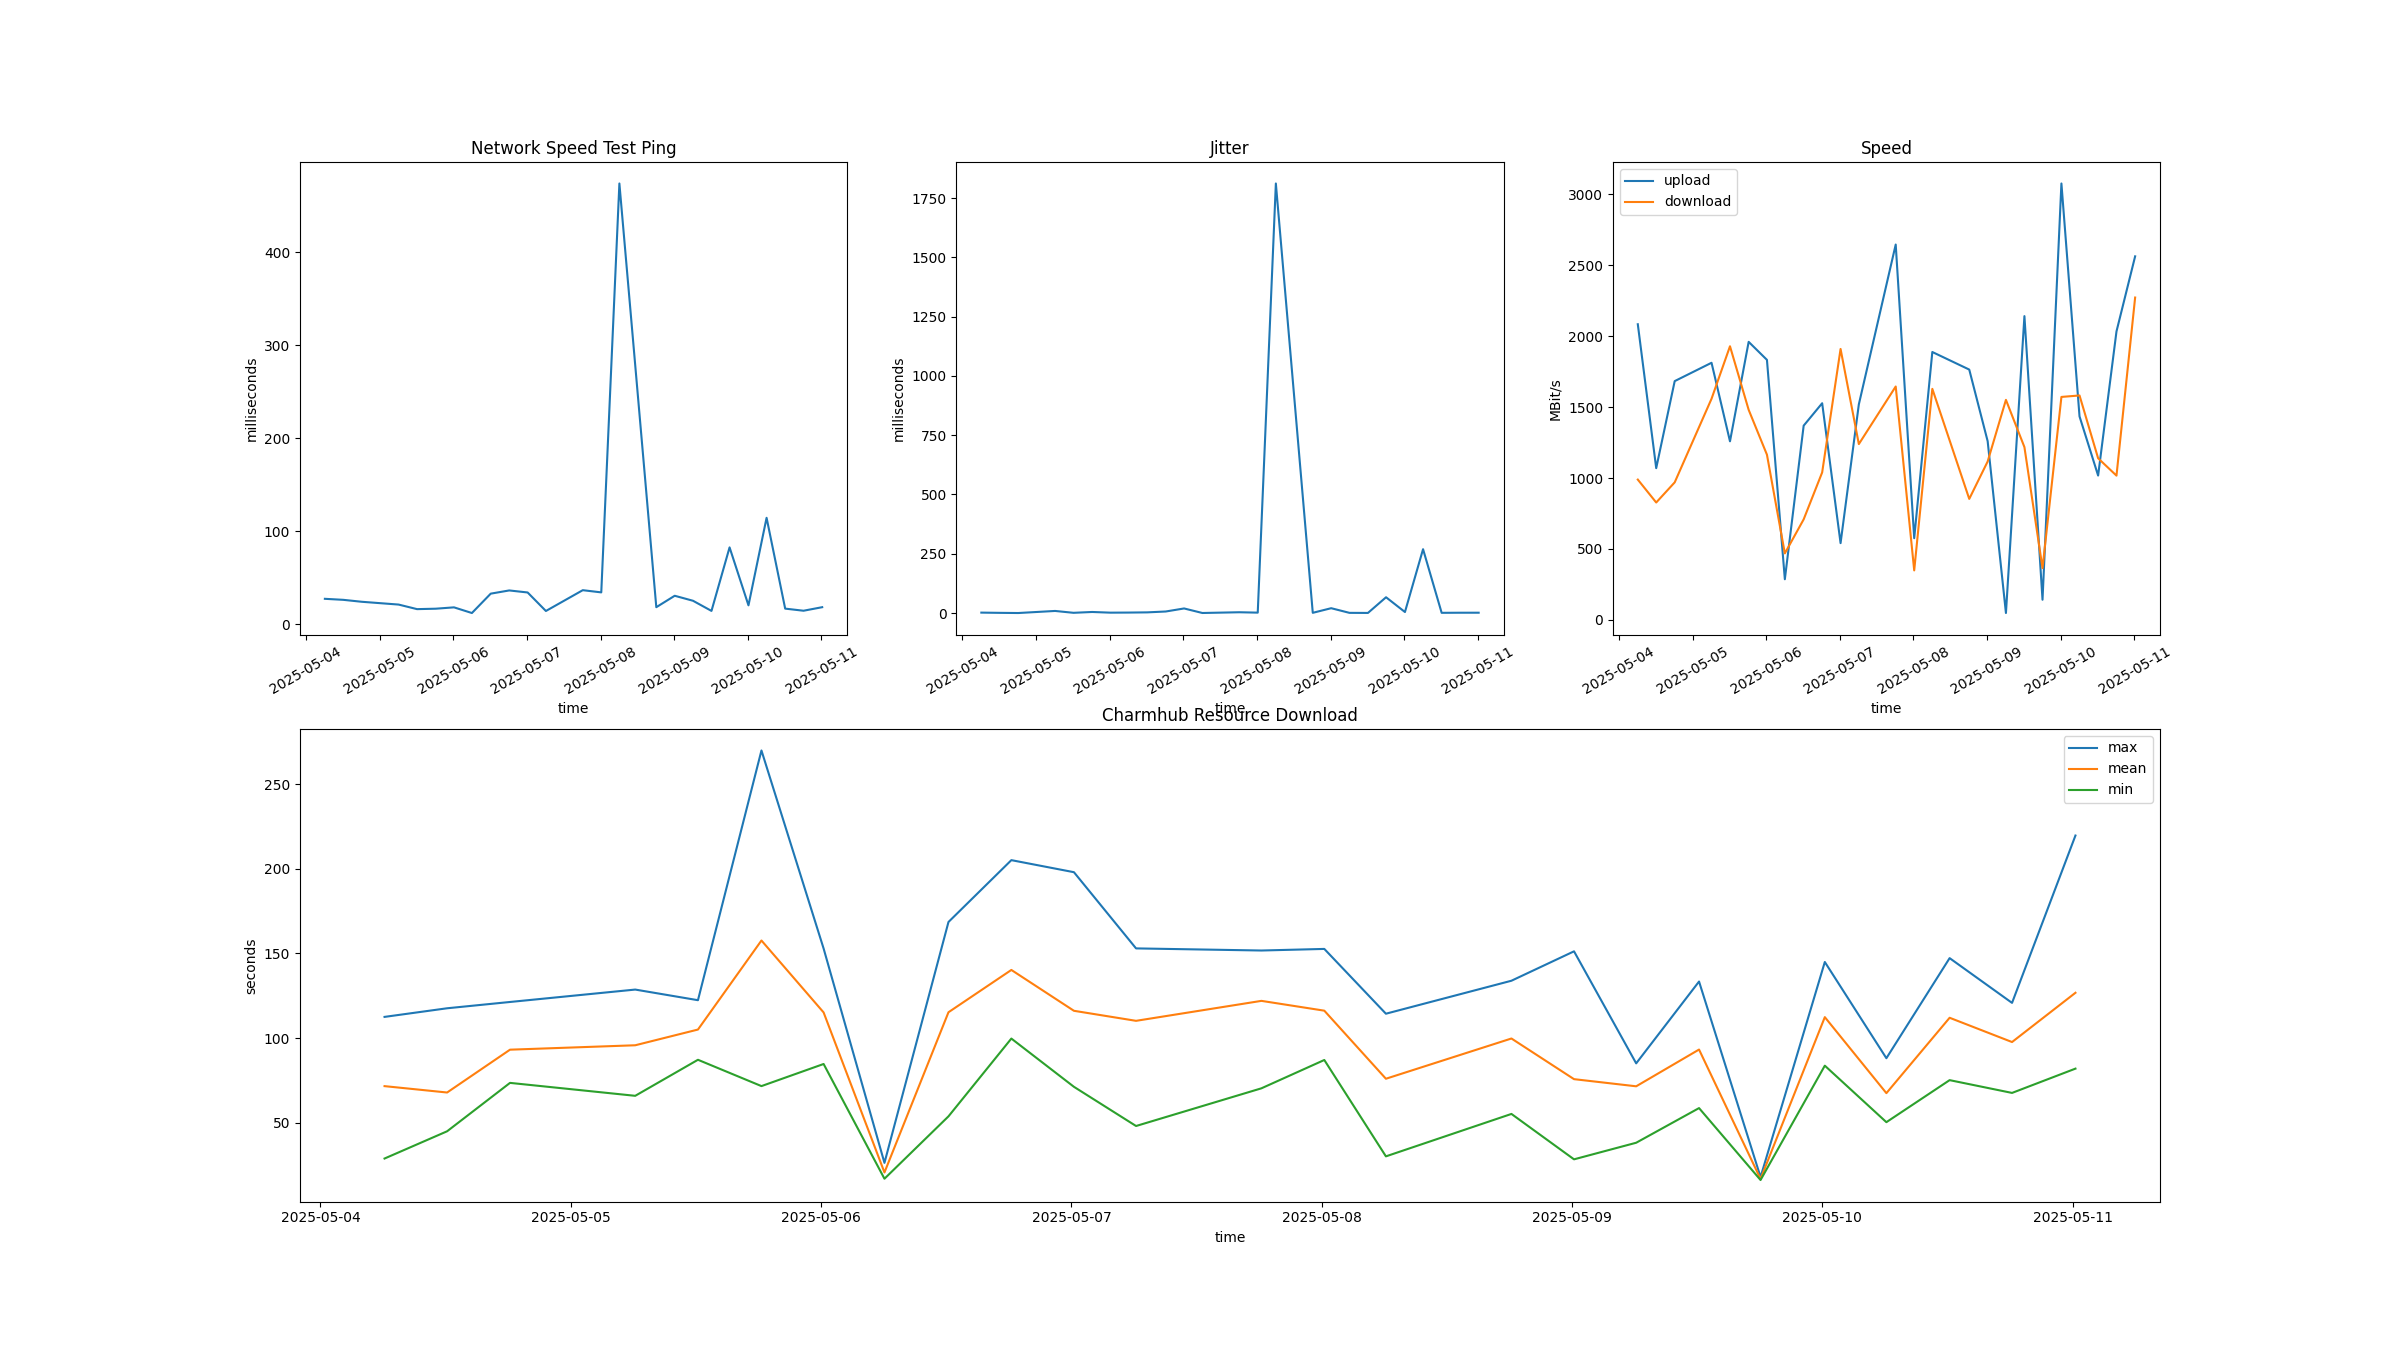 Network Speed Test Ping
milliseconds
400
300
200
100
0
2025-05-04 2025-05-05 2025-05-06 2025-05-07 2025-05-08 2025-05-09 2025-05-10 2025-05-11
time
Jitter
milliseconds
1750
1500
1250
1000
750
500
250
0
2025-05-04 2025-05-05 2025-05-06 2025-05-07 2025-05-08 2025-05-09 2025-05-10 2025-05-11
time
Speed
upload
download
MBit/s
3000
2500
2000
1500
1000
500
0
2025-05-04 2025-05-05 2025-05-06 2025-05-07 2025-05-08 2025-05-09 2025-05-10 2025-05-11
time
Charmhub Resource Download
max
mean
min
seconds
250
200
150
100
50
2025-05-04 2025-05-05 2025-05-06 2025-05-07 2025-05-08 2025-05-09 2025-05-10 2025-05-11
time